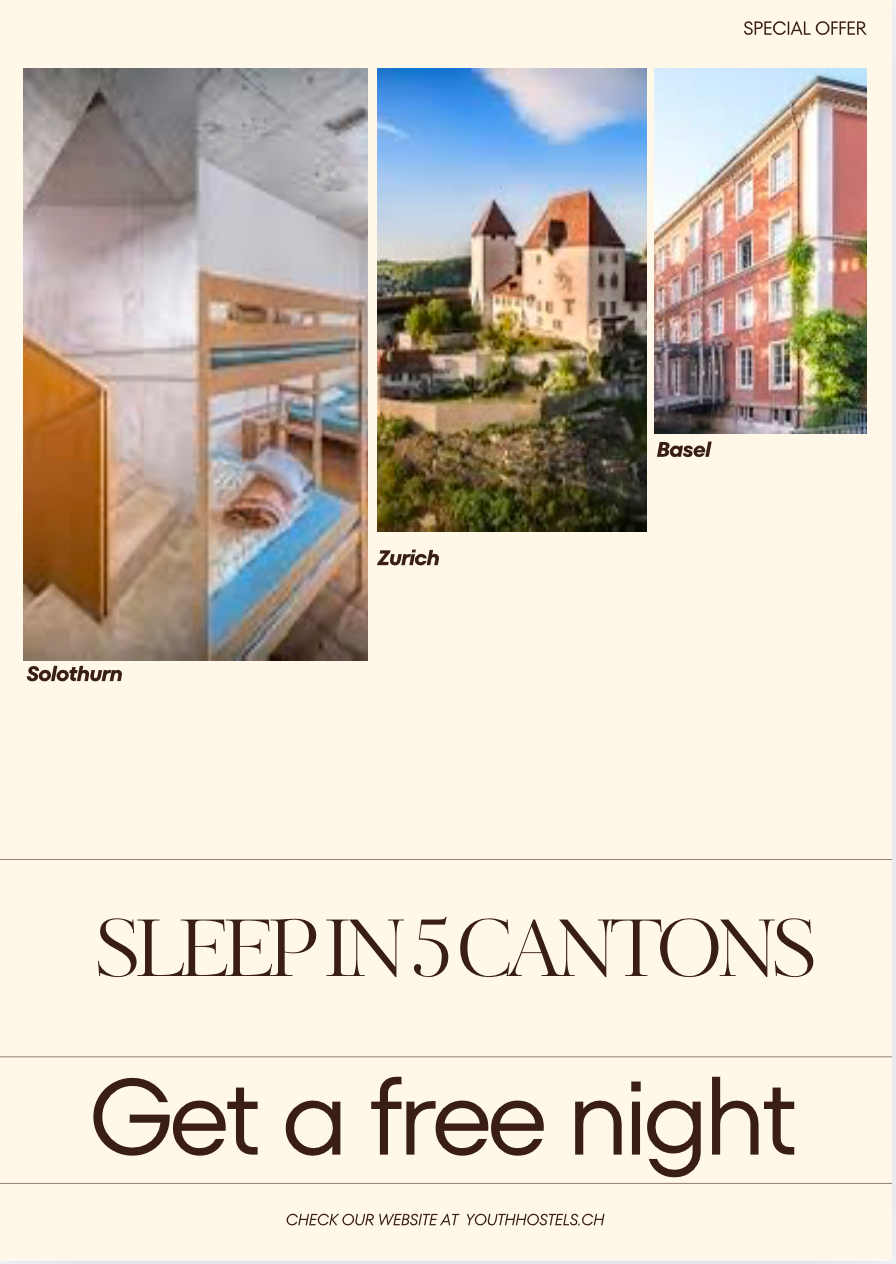 SPECIAL OFFER
Basel
Zurich
Solothurn
SLEEP IN 5 CANTONS
Get a free night
CHECK OUR WEBSITE AT YOUTHHOSTELS.CH